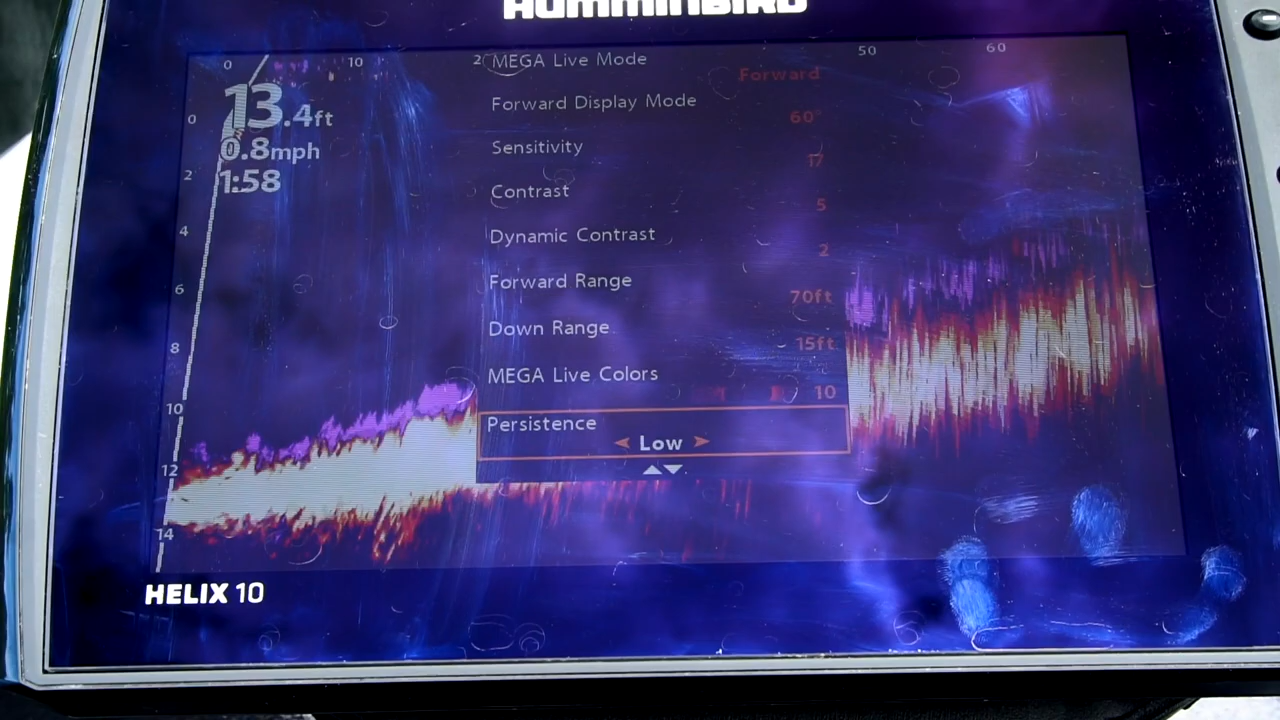 HUMMINBIRD
0 10 2 50 60
13.4ft
0.8mph
1:58
0
2
4
6
8
10
12
14
MEGA Live Mode
Forward
Forward Display Mode
60°
Sensitivity
17
Contrast
5
Dynamic Contrast
2
Forward Range
70ft
Down Range
15ft
MEGA Live Colors
10
Persistence
Low
HELIX 10